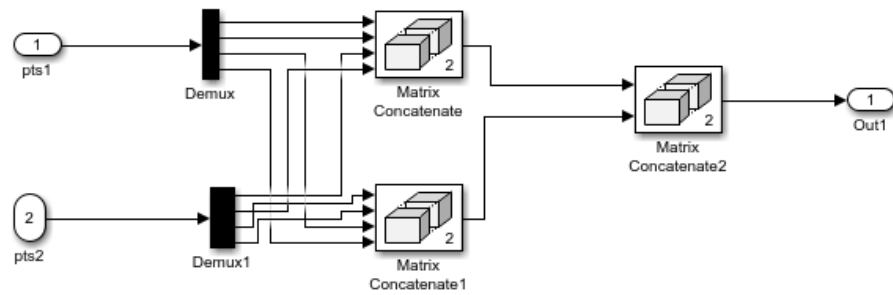 1
pts1
Demux
2
Matrix
Concatenate
2
Matrix
Concatenate2
1
Out1
2
pts2
Demux1
2
Matrix
Concatenate1